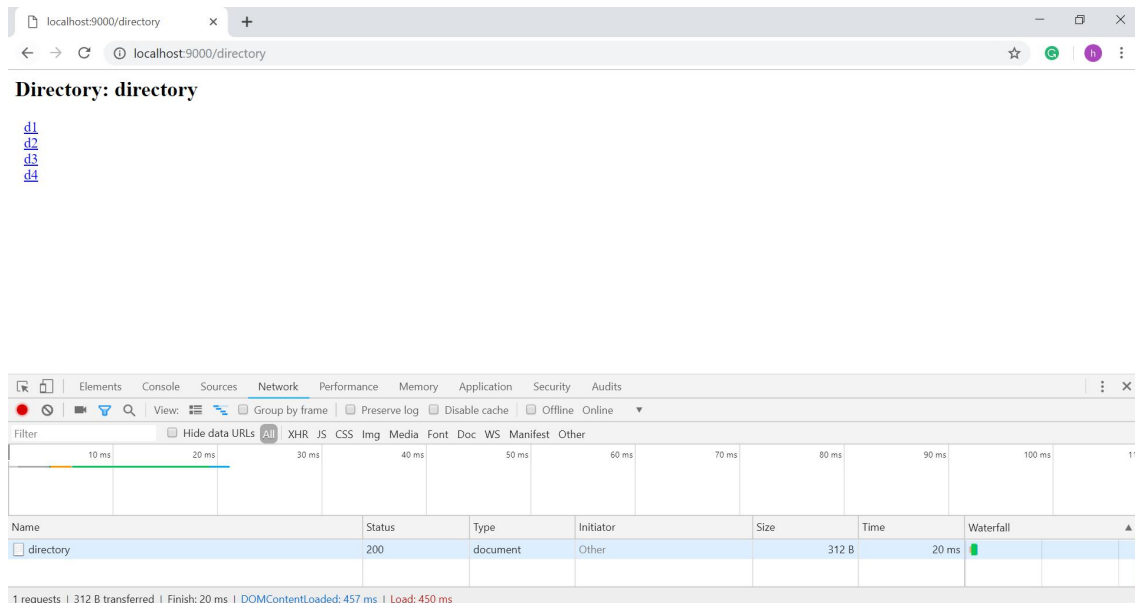 localhost:9000/directory
localhost:9000/directory
h
Directory: directory
d1
d2
d3
d4
Elements Console Sources Network Performance Memory Application Security Audits
View: Group by frame Preserve log Disable cache Offline Online
Filter Hide data URLs All XHR JS CSS Img Media Font Doc WS Manifest Other
10 ms 20 ms 30 ms 40 ms 50 ms 60 ms 70 ms 80 ms 90 ms 100 ms 11
Name Status Type Initiator Size Time Waterfall
directory 200 document Other 312 B 20 ms
1 requests | 312 B transferred | Finish: 20 ms | DOMContentLoaded: 457 ms | Load: 450 ms